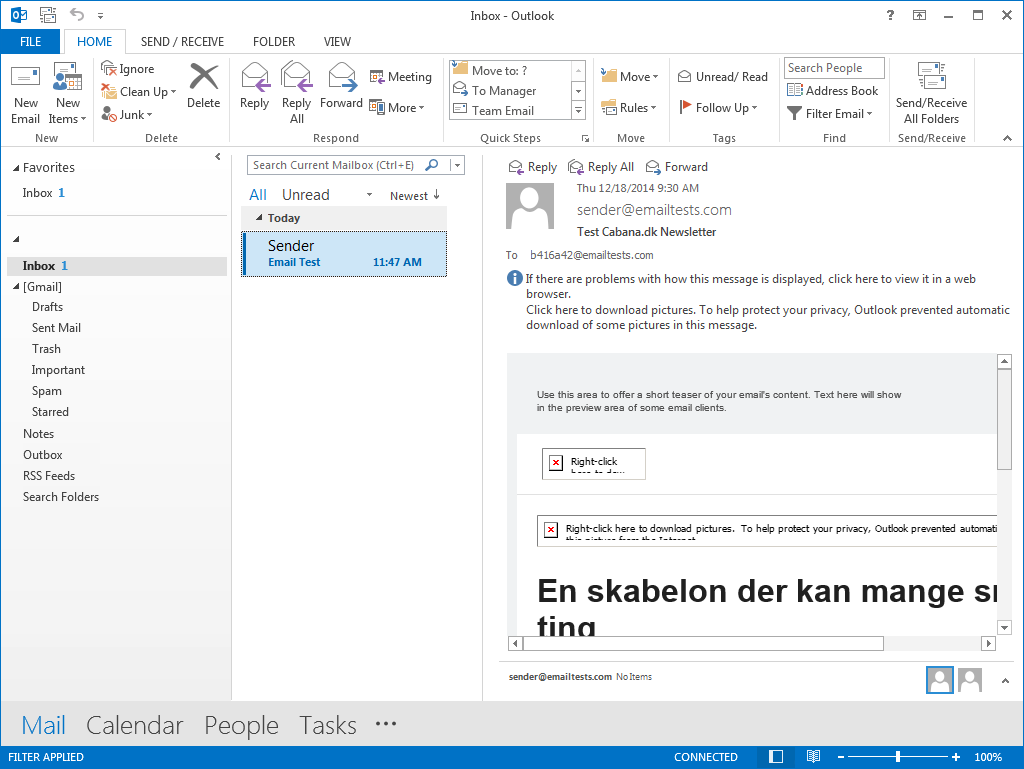 Inbox - Outlook
FILE HOME SEND / RECEIVE FOLDER VIEW
New Email
New Items
New
Ignore
Clean Up
Junk
Delete
Delete
Reply
Reply All
Forward
Meeting
More
Respond
Move to: ?
To Manager
Team Email
Quick Steps
Move
Rules
Move
Unread/ Read
Follow Up
Tags
Search People
Address Book
Filter Email
Find
Send/Receive
All Folders
Send/Receive
Favorites
Inbox 1
Inbox 1
[Gmail]
Drafts
Sent Mail
Trash
Important
Spam
Starred
Notes
Outbox
RSS Feeds
Search Folders
Search Current Mailbox (Ctrl+E)
All Unread Newest
Today
Sender
Email Test 11:47 AM
Reply Reply All Forward
Thu 12/18/2014 9:30 AM
sender@emailtests.com
Test Cabana.dk Newsletter
To b416a42@emailtests.com
If there are problems with how this message is displayed, click here to view it in a web
browser.
Click here to download pictures. To help protect your privacy, Outlook prevented automatic
download of some pictures in this message.
Use this area to offer a short teaser of your email's content. Text here will show
in the preview area of some email clients.
Right-click
Right-click here to download pictures. To help protect your privacy, Outlook prevented automati
this picture from the Internet.
En skabelon der kan mange
ting
sender@emailtests.com No Items
Mail Calendar People Tasks ···
FILTER APPLIED CONNECTED 100%